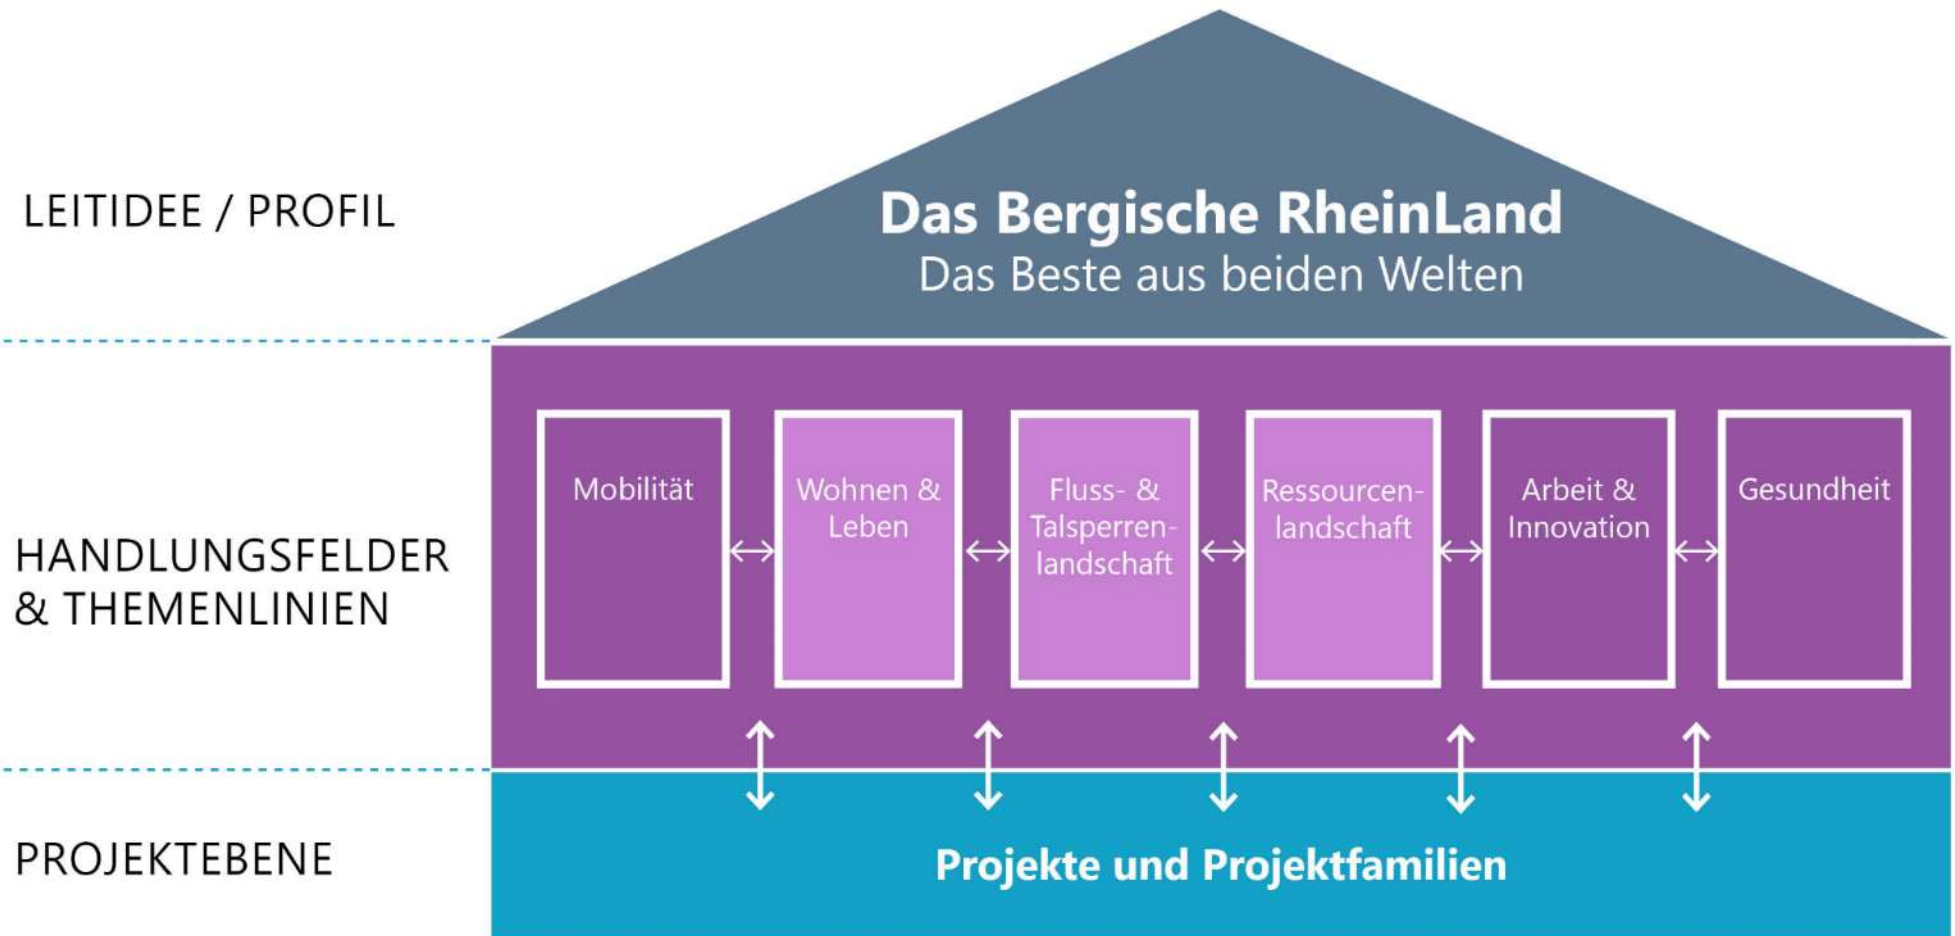 LEITIDEE / PROFIL
Das Bergische RheinLand
Das Beste aus beiden Welten
HANDLUNGSFELDER
& THEMENLINIEN
Mobilität
Wohnen &
Leben
Fluss- &
Talsperren-
landschaft
Ressourcen-
landschaft
Arbeit &
Innovation
Gesundheit
PROJEKTEBENE
Projekte und Projektfamilien